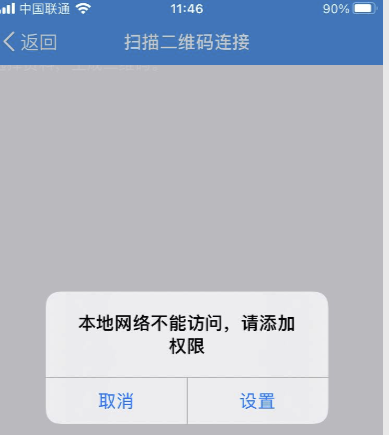 中国联通 11:46 90%
返回 扫描二维码连接
本地网络不能访问，请添加
权限
取消 设置